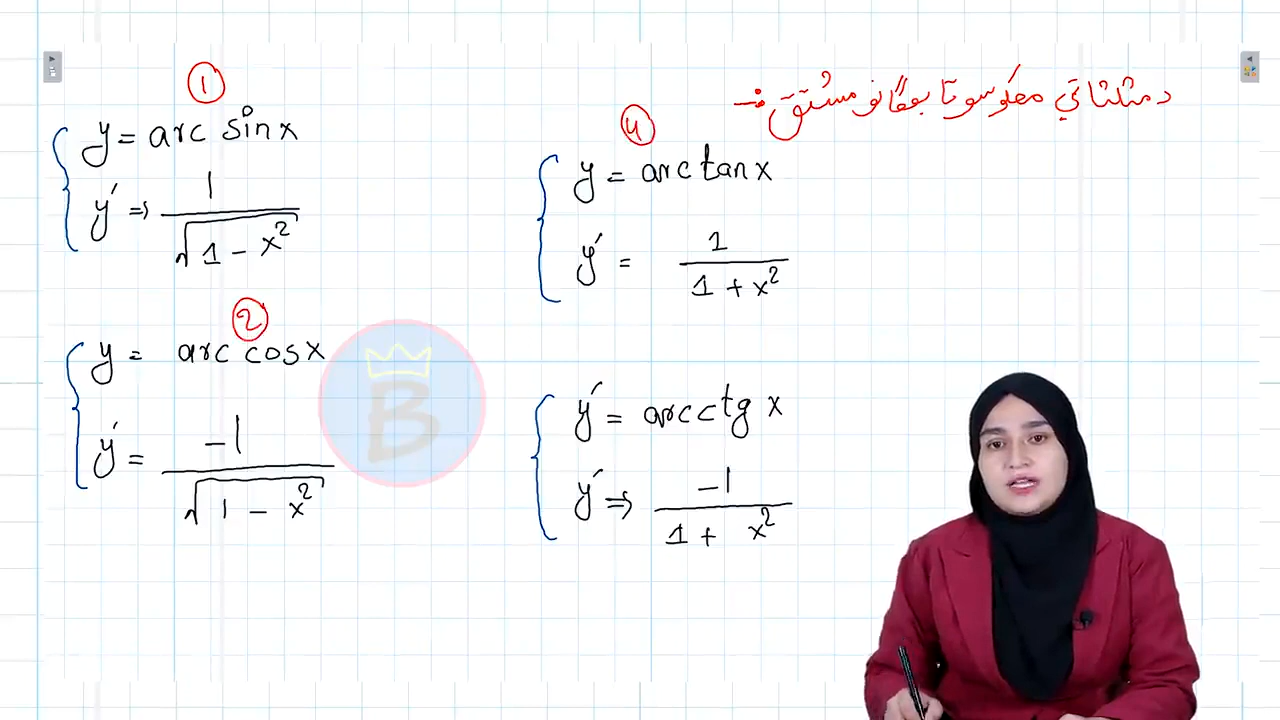 د مثلثاتي معکوسو تابعګانو مشتق :-
①
y = arc sin x
y' ⇒ 1 / √(1 - x²)
②
y = arc cos x
y' = -1 / √(1 - x²)
y = arc tan x
y' = 1 / (1 + x²)
y' = arc ctg x
y' ⇒ -1 / (1 + x²)
B